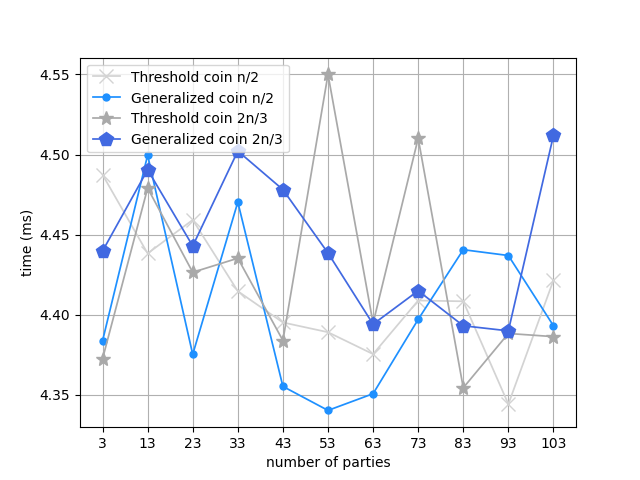 Threshold coin n/2
Generalized coin n/2
Threshold coin 2n/3
Generalized coin 2n/3
4.55
4.50
4.45
4.40
4.35
time (ms)
3 13 23 33 43 53 63 73 83 93 103
number of parties